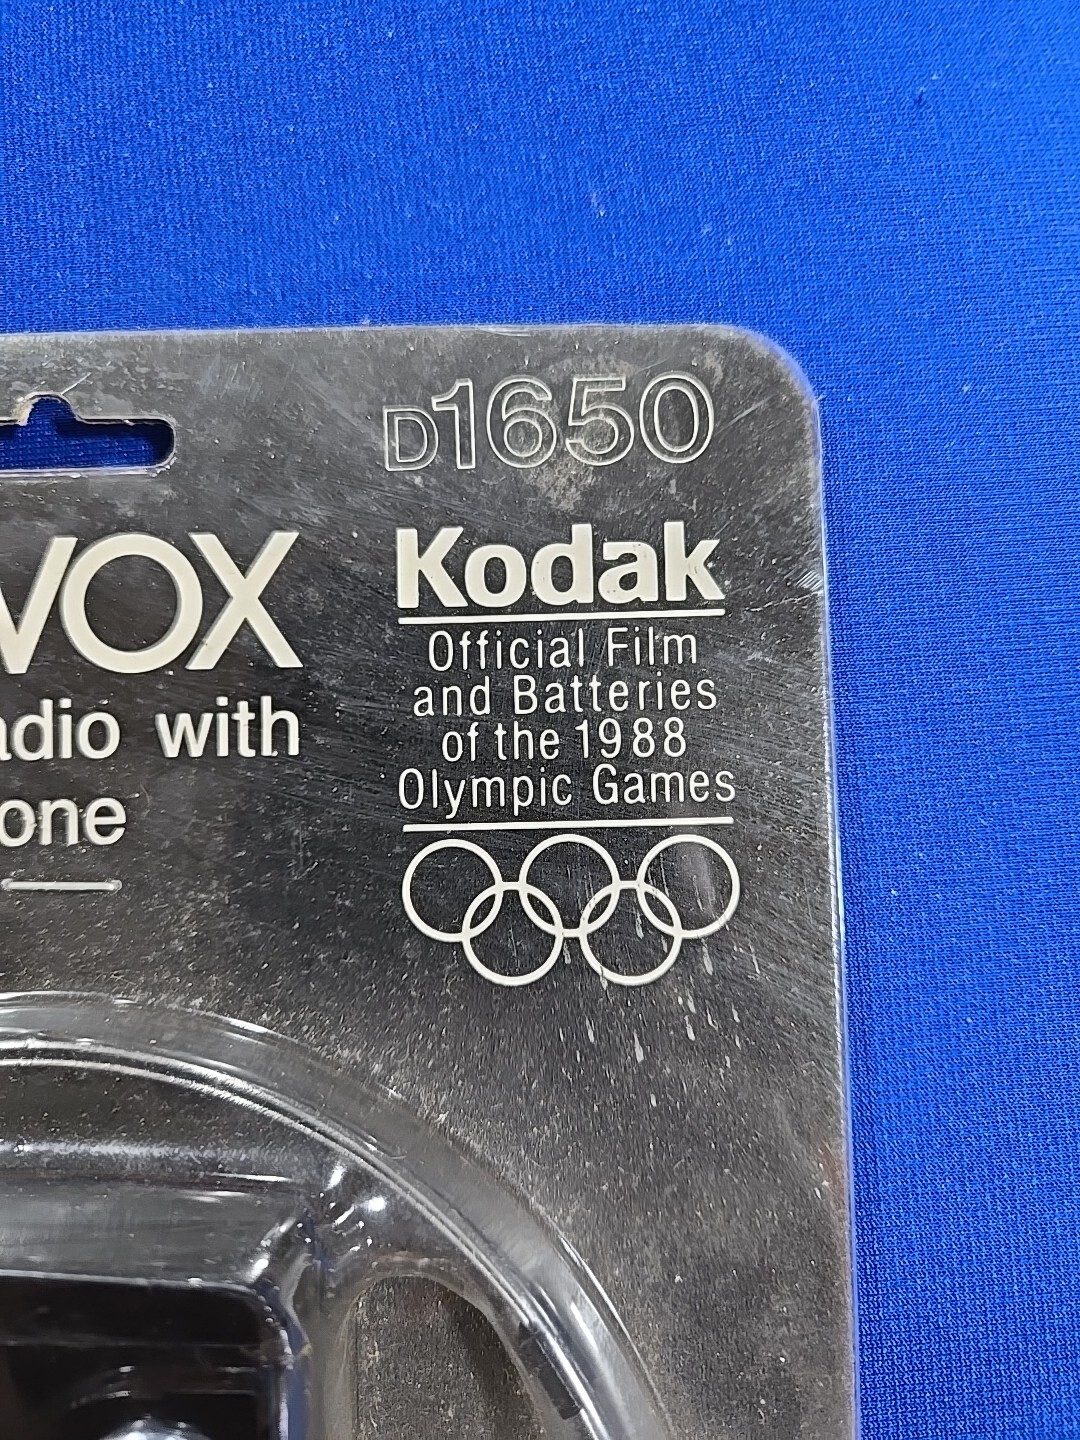 D1650
VOX
adio with
one
Kodak
Official Film
and Batteries
of the 1988
Olympic Games